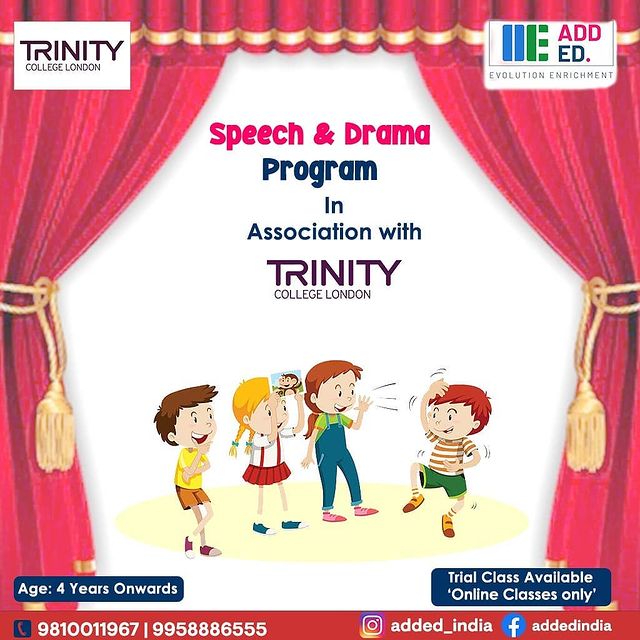 TRINITY
COLLEGE LONDON
ADD
ED.
EVOLUTION ENRICHMENT
Speech & Drama
Program
In
Association with
TRINITY
COLLEGE LONDON
Age: 4 Years Onwards
Trial Class Available
‘Online Classes only’
9810011967 | 9958886555
added_india
addedindia